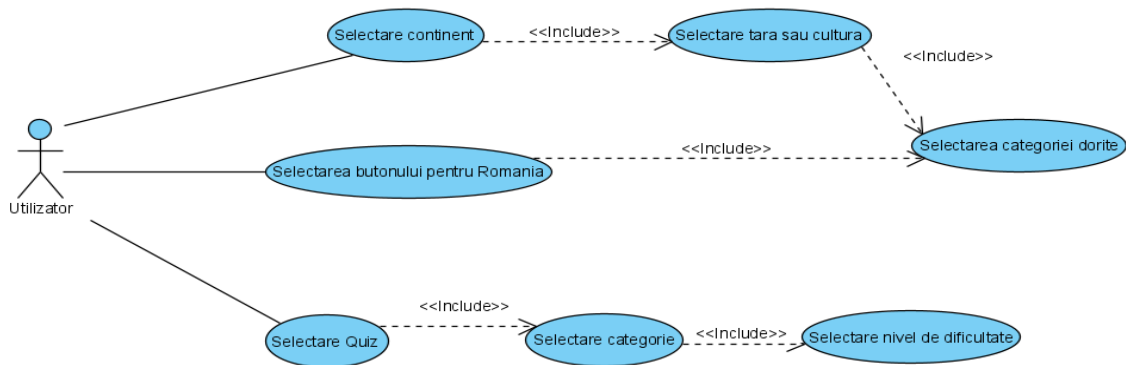 Selectare continent
<<Include>>
Selectare tara sau cultura
<<Include>>
Utilizator
Selectarea butonului pentru Romania
<<Include>>
Selectarea categoriei dorite
Selectare Quiz
<<Include>>
Selectare categorie
<<Include>>
Selectare nivel de dificultate